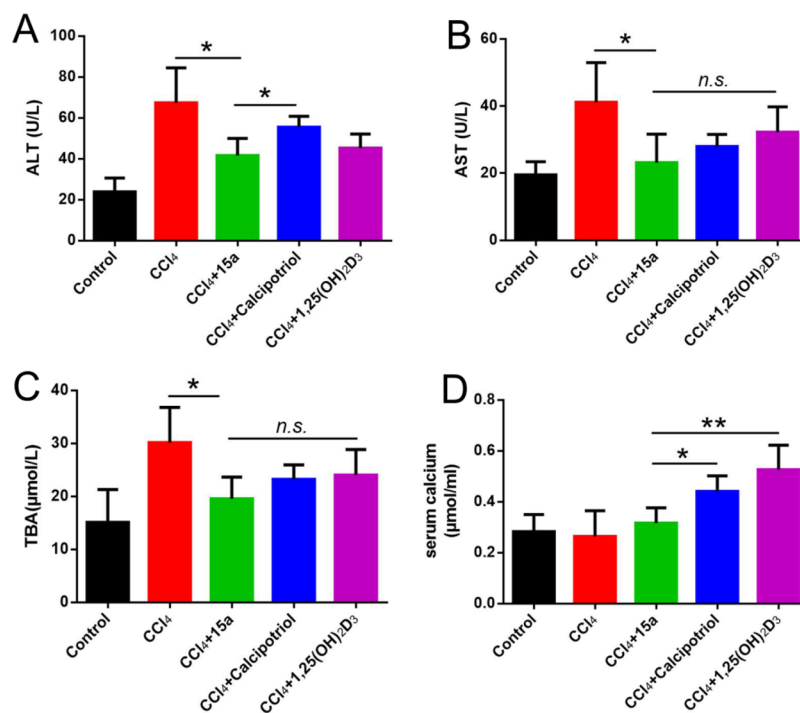 A
ALT (U/L)
100
80
60
40
20
0
*
*
Control
CCl₄
CCl₄+15a
CCl₄+Calcipotriol
CCl₄+1,25(OH)₂D₃
B
AST (U/L)
60
40
20
0
*
n.s.
Control
CCl₄
CCl₄+15a
CCl₄+Calcipotriol
CCl₄+1,25(OH)₂D₃
C
TBA(μmol/L)
40
30
20
10
0
*
n.s.
Control
CCl₄
CCl₄+15a
CCl₄+Calcipotriol
CCl₄+1,25(OH)₂D₃
D
serum calcium
(μmol/ml)
0.8
0.6
0.4
0.2
0.0
**
*
Control
CCl₄
CCl₄+15a
CCl₄+Calcipotriol
CCl₄+1,25(OH)₂D₃